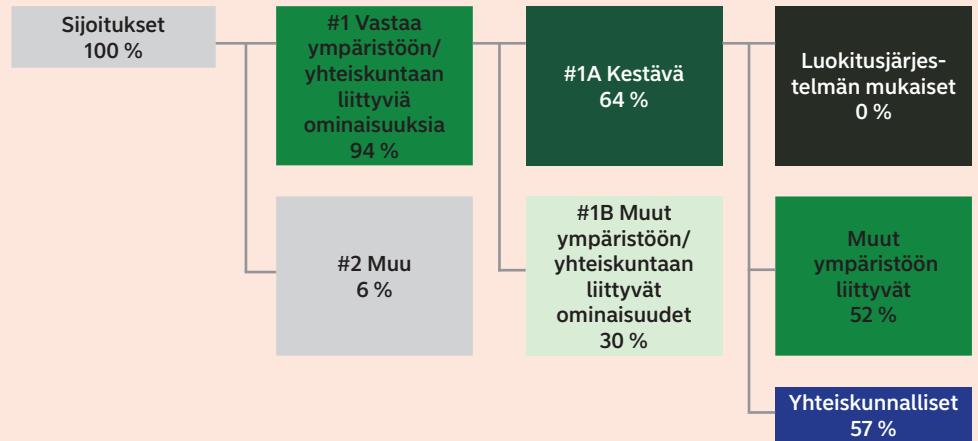 Sijoitukset
100 %
#1 Vastaa
ympäristöön/
yhteiskuntaan
liittyviä
ominaisuuksia
94 %
#2 Muu
6 %
#1A Kestävä
64 %
#1B Muut
ympäristöön/
yhteiskuntaan
liittyvät
ominaisuudet
30 %
Luokitusjärjes-
telmän mukaiset
0 %
Muut
ympäristöön
liittyvät
52 %
Yhteiskunnalliset
57 %